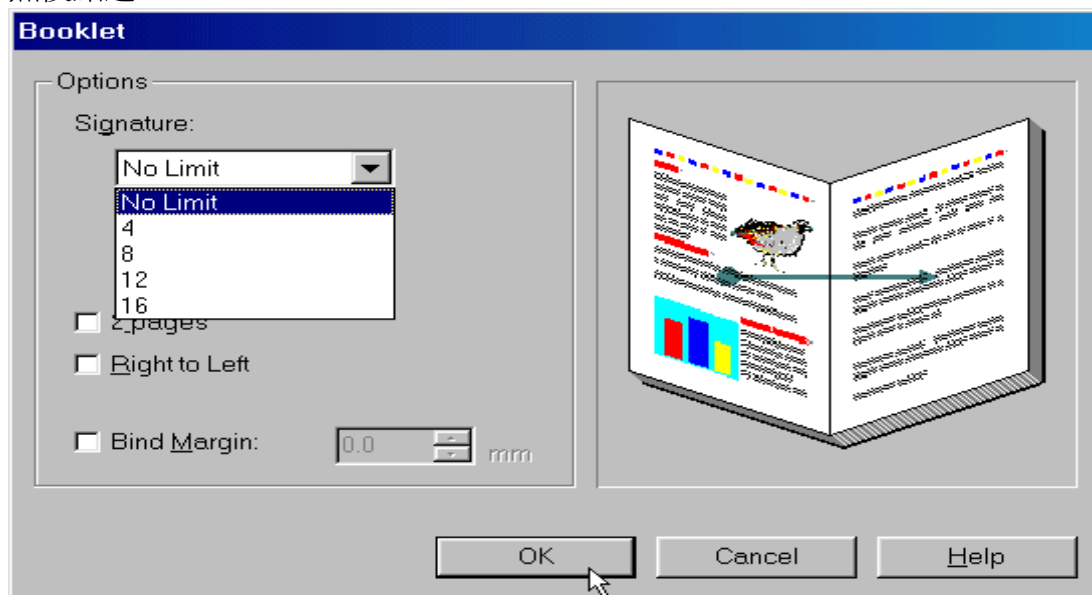 Booklet
Options
Signature:
No Limit
No Limit
4
8
12
16
2 pages
Right to Left
Bind Margin:
0.0
mm
OK
Cancel
Help